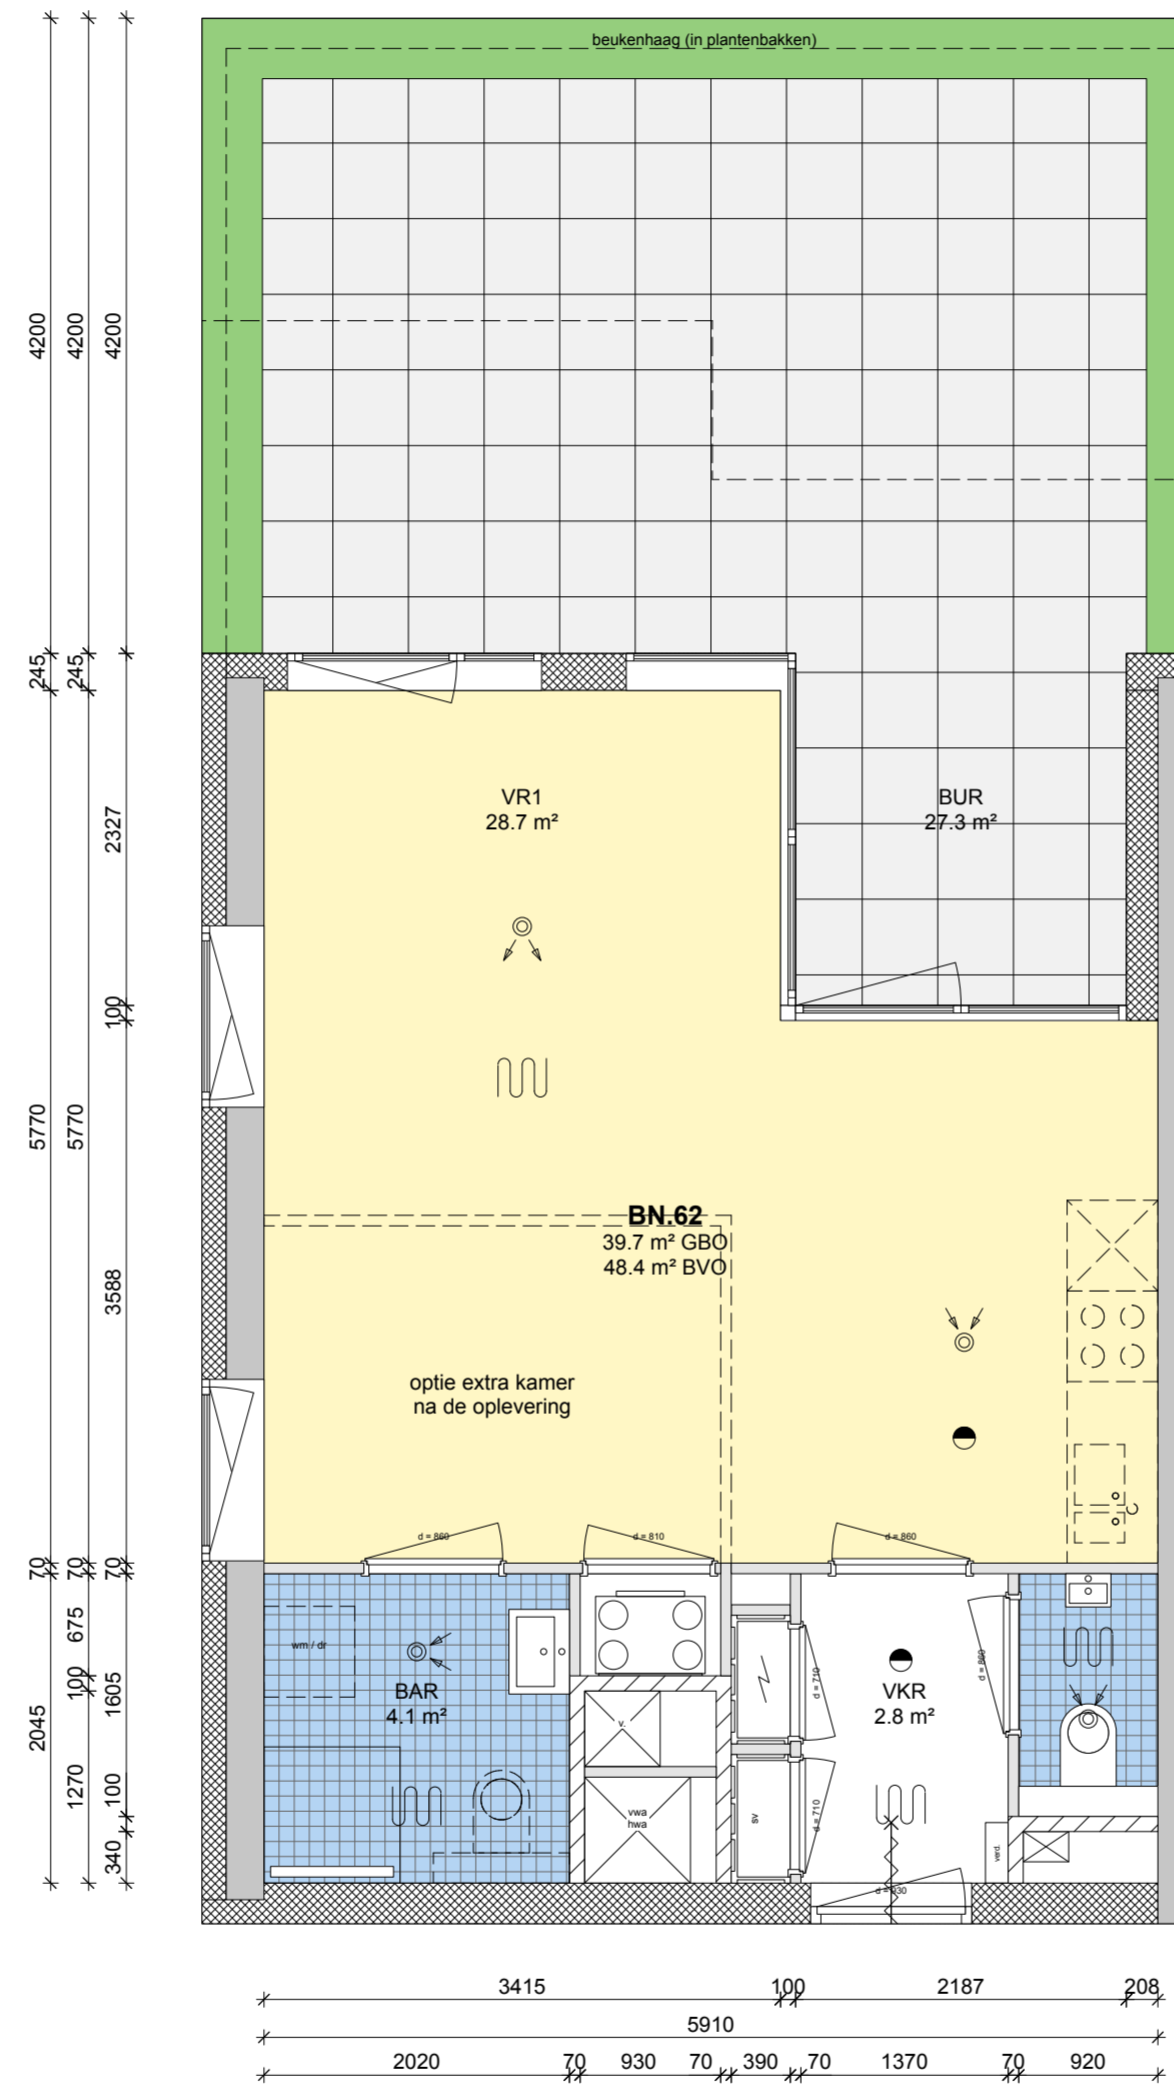 beukenhaag (in plantenbakken)
4200
4200
4200
245
245
VR1
28.7 m²
BUR
27.3 m²
2327
100
5770
5770
BN.62
39.7 m² GBO
48.4 m² BVO
3588
optie extra kamer
na de oplevering
d = 860
d = 810
d = 860
70
70
70
675
wm / dr
d = 710
d = 860
100
1605
BAR
4.1 m²
VKR
2.8 m²
v.
2045
1270
100
vwa
hwa
sv
d = 710
verd.
340
d = 930
3415
100
2187
208
5910
2020
70
930
70
390
70
1370
70
920